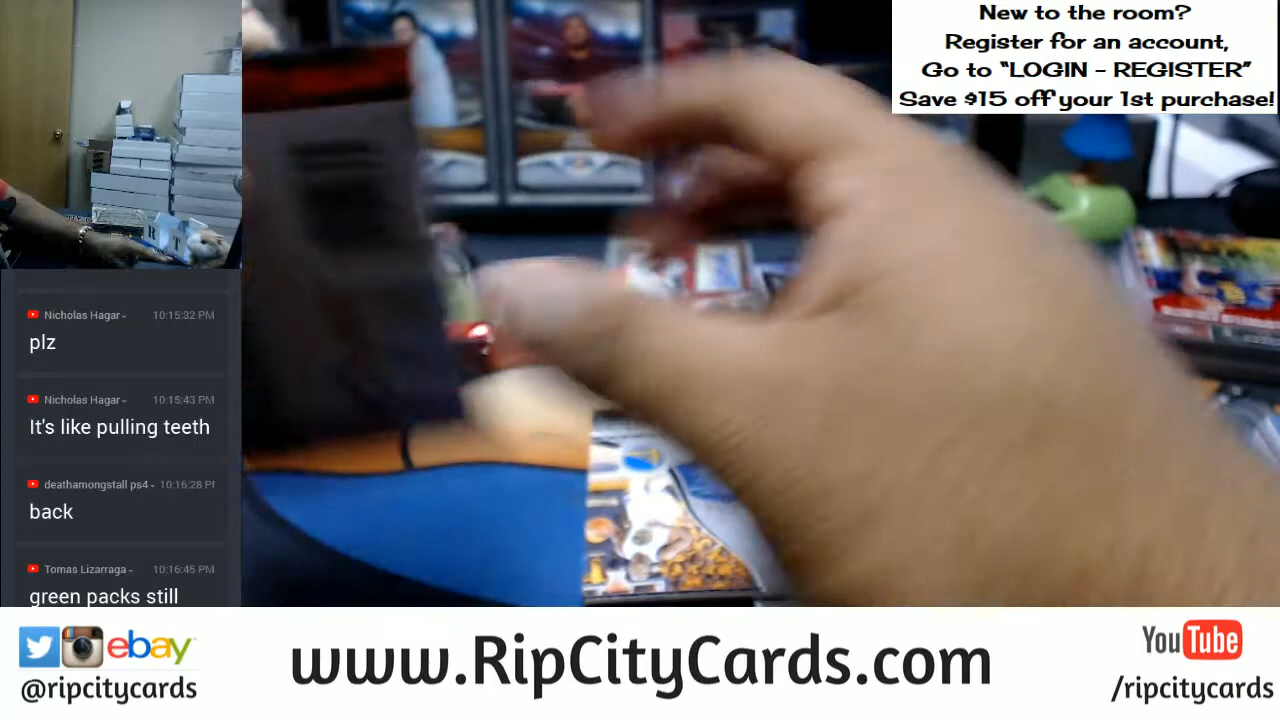 New to the room?
Register for an account,
Go to “LOGIN - REGISTER”
Save $15 off your 1st purchase!
R T
Nicholas Hagar 10:15:32 PM
plz
Nicholas Hagar 10:15:43 PM
It's like pulling teeth
deathamongstall ps4 10:16:28 PM
back
Tomas Lizarraga 10:16:45 PM
green packs still
ebay
@ripcitycards
www.RipCityCards.com
YouTube
/ripcitycards